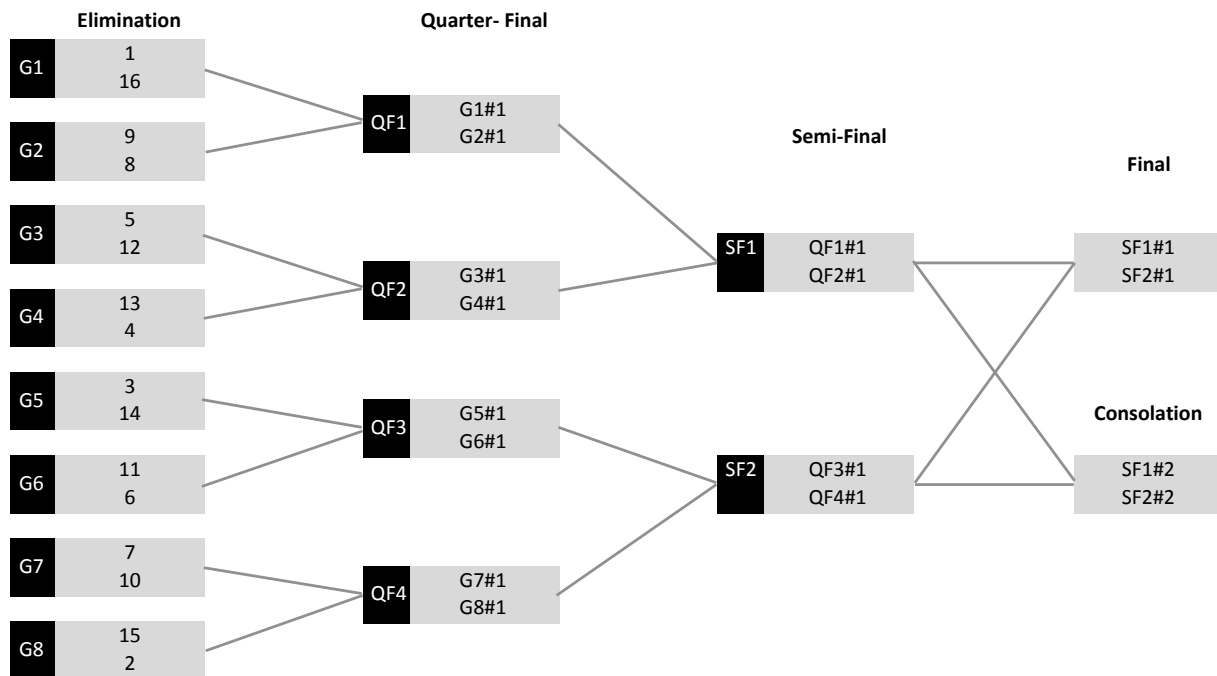 Elimination
G1
1
16
G2
9
8
G3
5
12
G4
13
4
G5
3
14
G6
11
6
G7
7
10
G8
15
2
Quarter- Final
QF1
G1#1
G2#1
QF2
G3#1
G4#1
QF3
G5#1
G6#1
QF4
G7#1
G8#1
Semi-Final
SF1
QF1#1
QF2#1
SF2
QF3#1
QF4#1
Final
SF1#1
SF2#1
Consolation
SF1#2
SF2#2